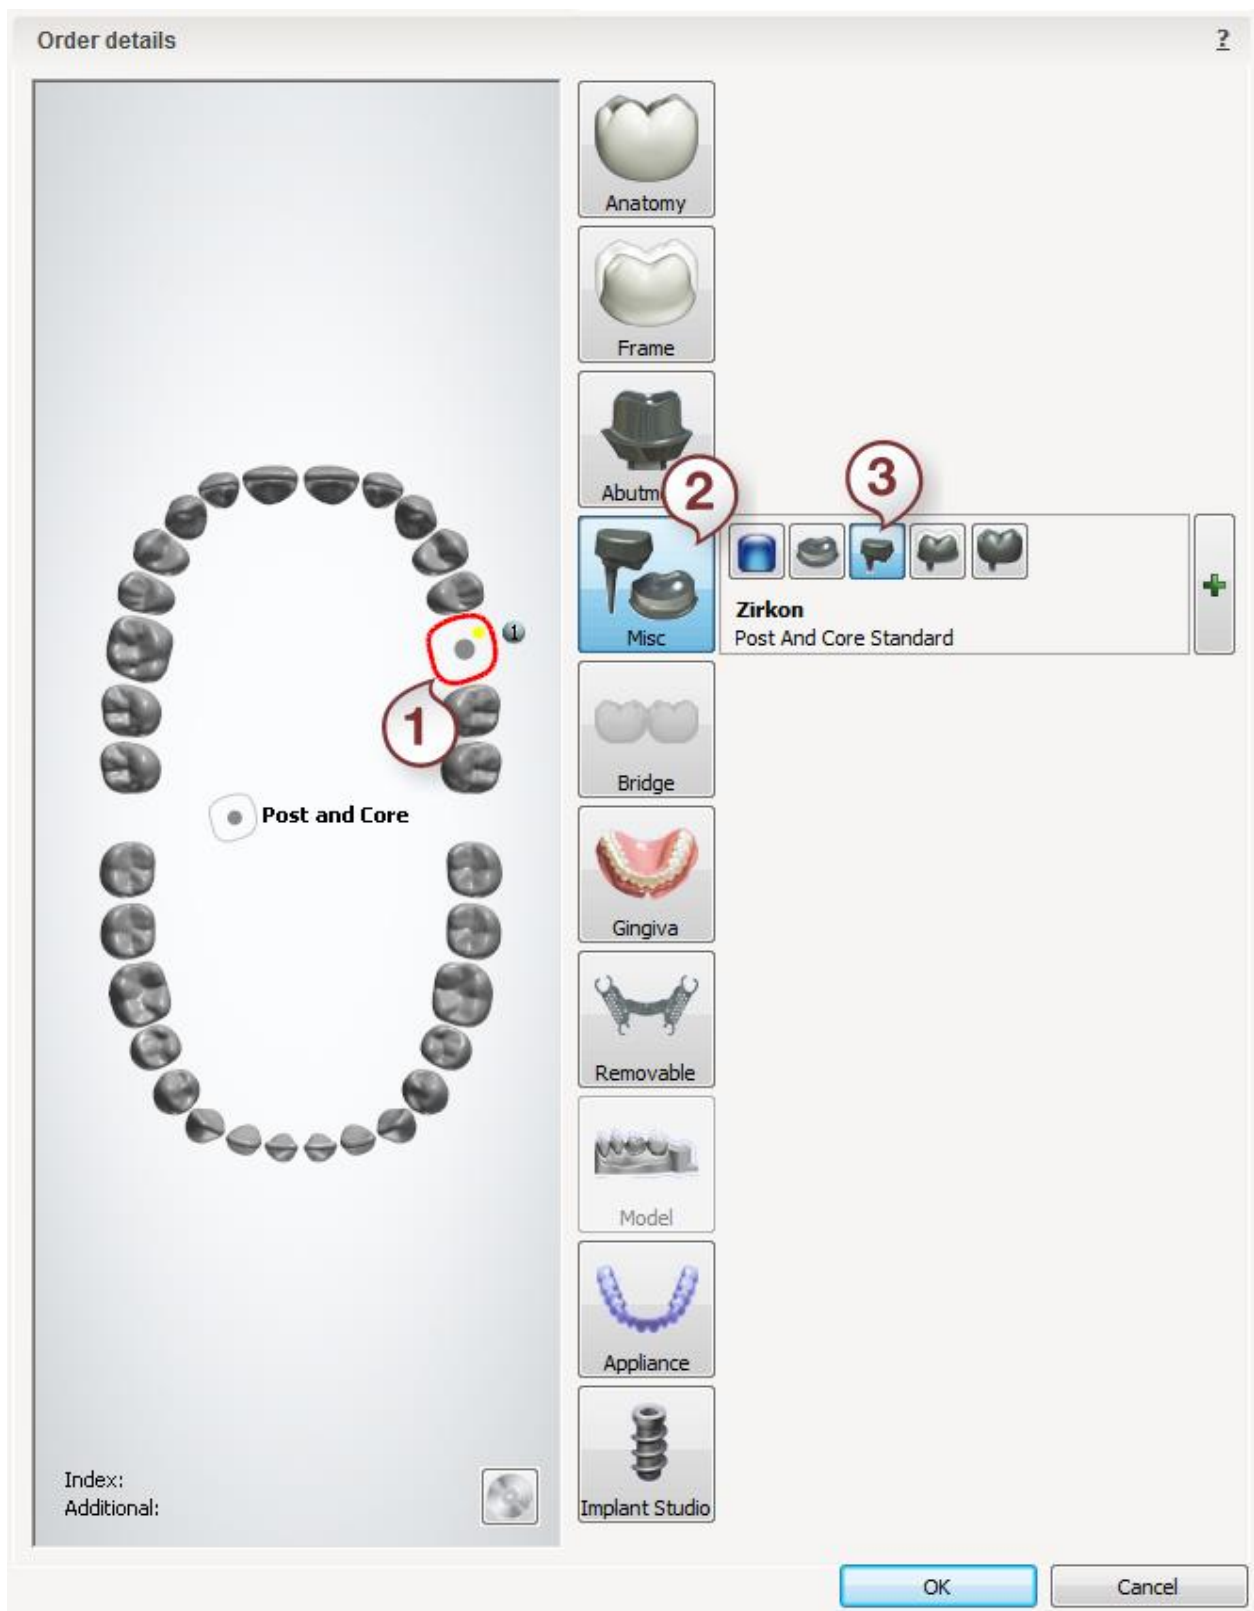 Order details
?
Anatomy
Frame
Abutm
2
3
Zirkon
Post And Core Standard
Misc
1
1
Bridge
Post and Core
Gingiva
Removable
Model
Appliance
Index:
Additional:
Implant Studio
OK
Cancel